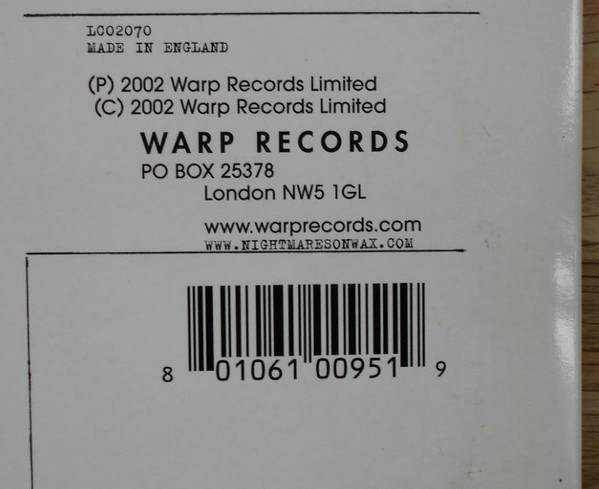 LC02070
MADE IN ENGLAND
(P) 2002 Warp Records Limited
(C) 2002 Warp Records Limited
WARP RECORDS
PO BOX 25378
London NW5 1GL
www.warprecords.com
WWW.NIGHTMARESONWAX.COM
8 01061 00951 9